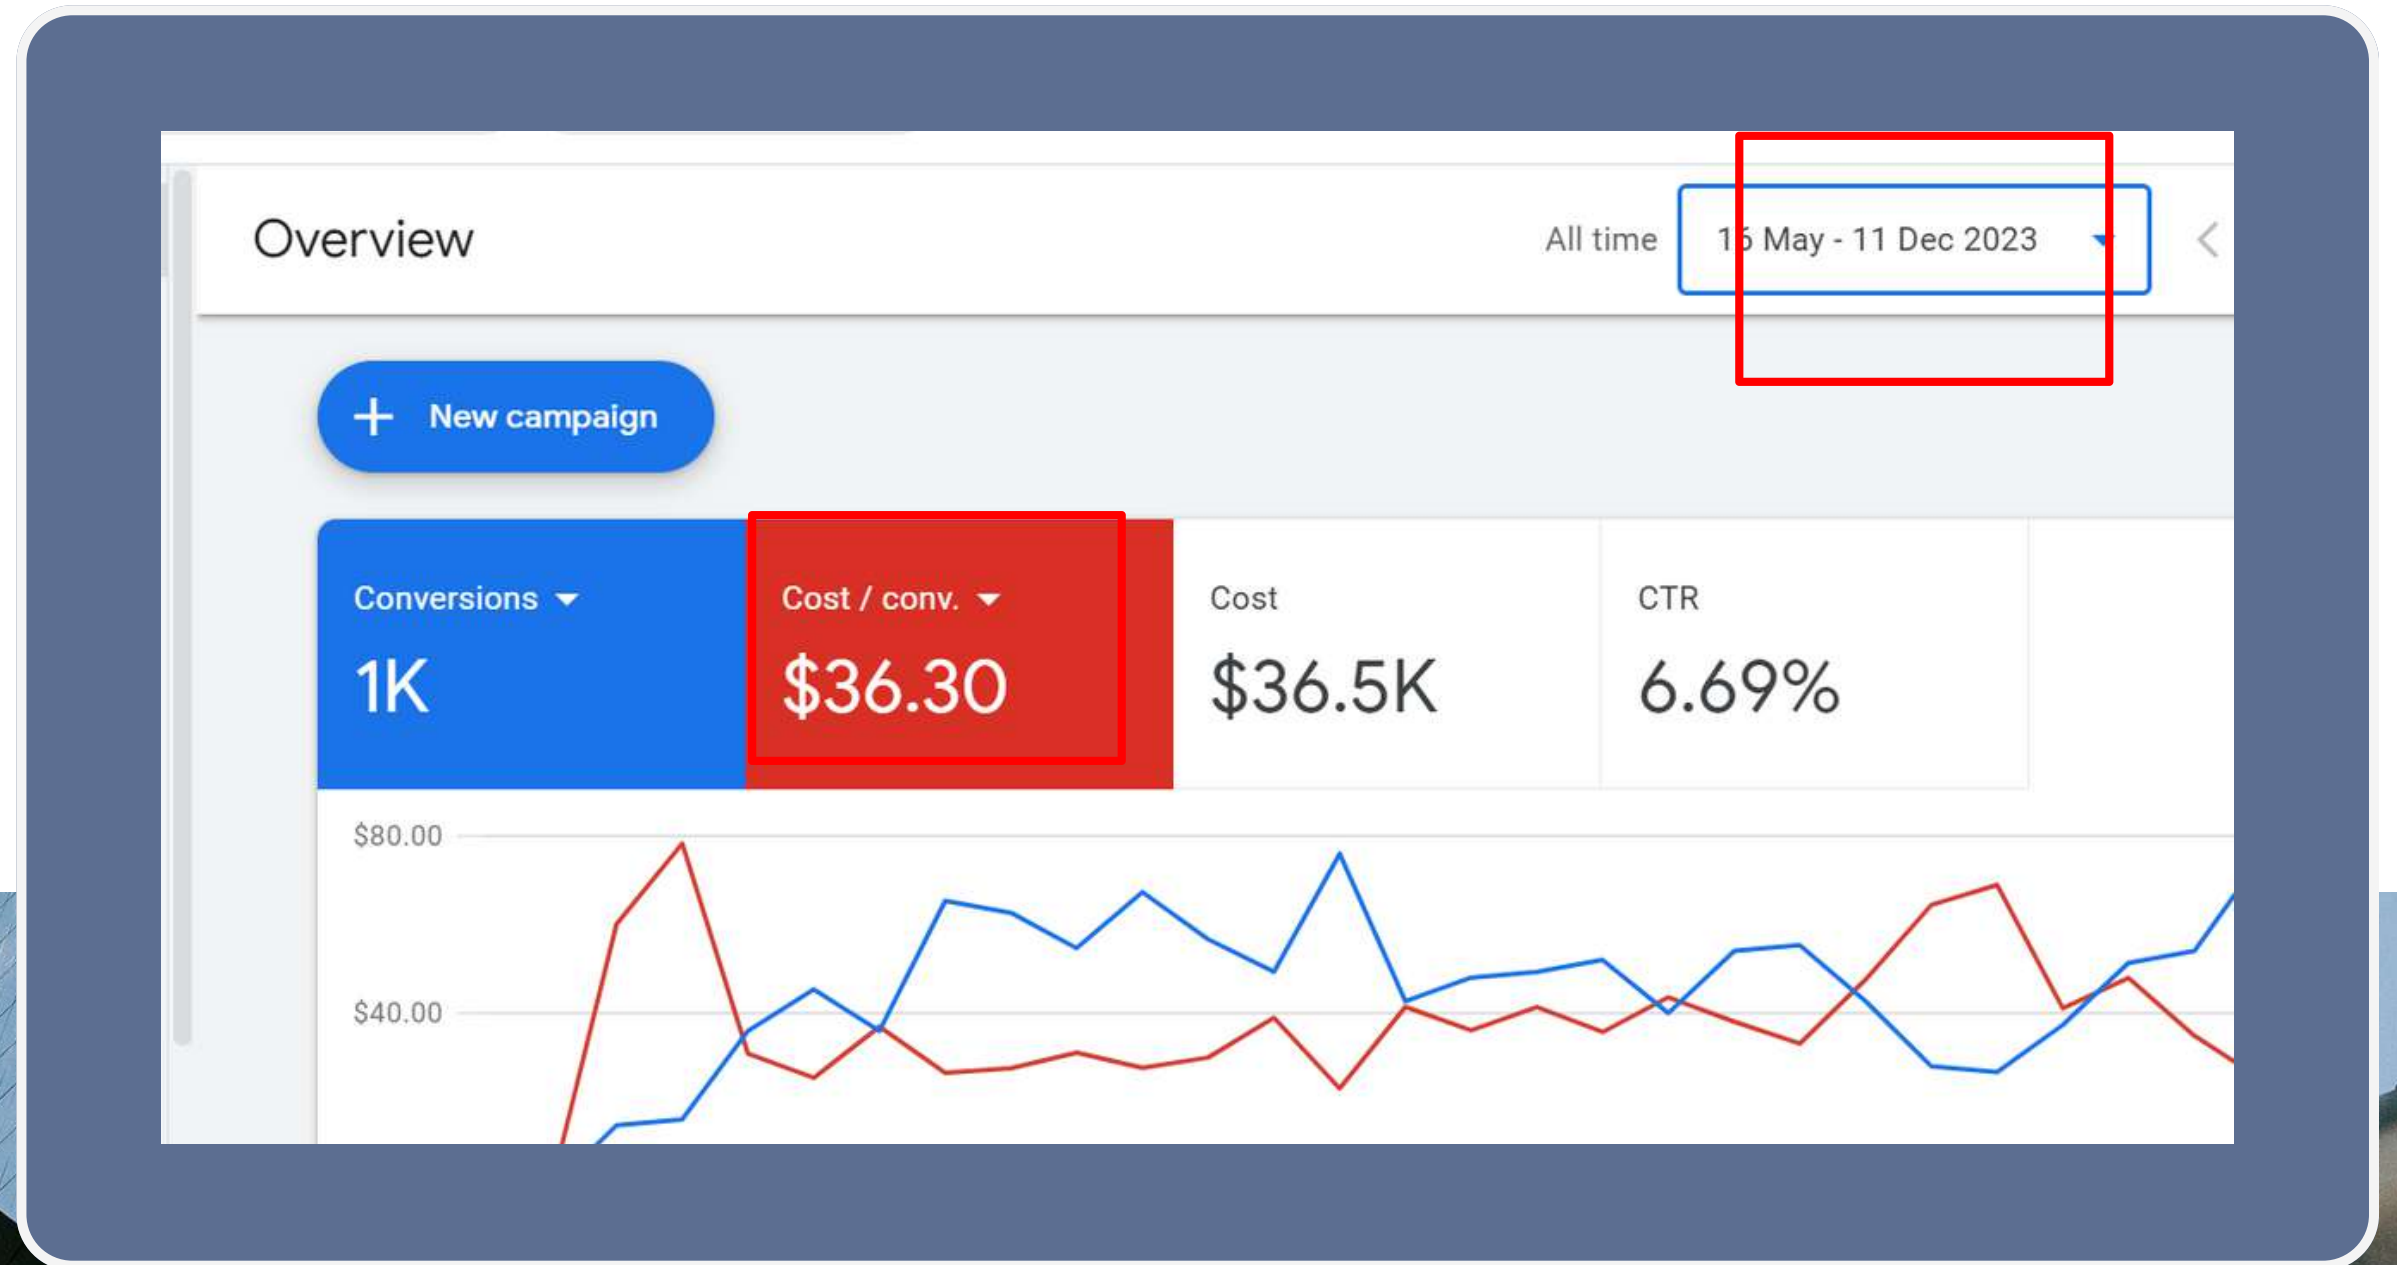 Overview
All time
16 May - 11 Dec 2023
New campaign
Conversions
Cost / conv.
Cost
CTR
1K
$36.30
$36.5K
6.69%
$80.00
$40.00